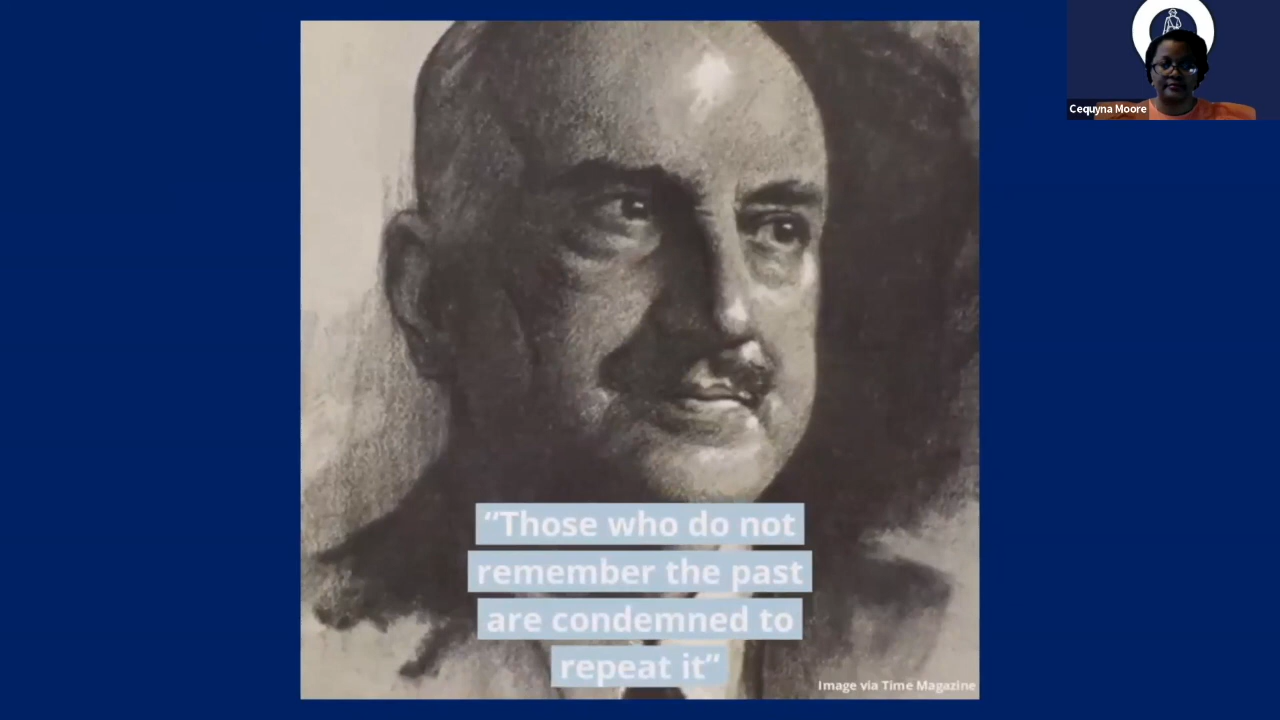 Cequyna Moore
“Those who do not
remember the past
are condemned to
repeat it”
Image via Time Magazine